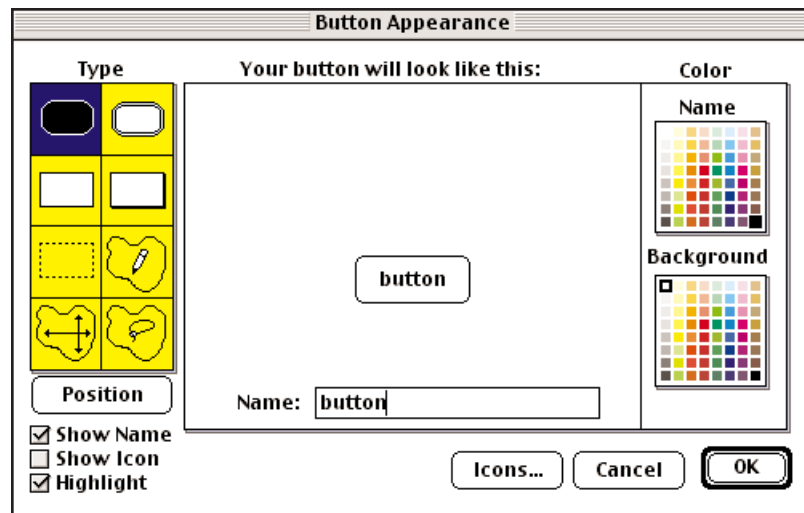 Button Appearance
Type
Your button will look like this:
Color
Name
Background
button
Position
Name: button
Show Name
Show Icon
Highlight
Icons...
Cancel
OK